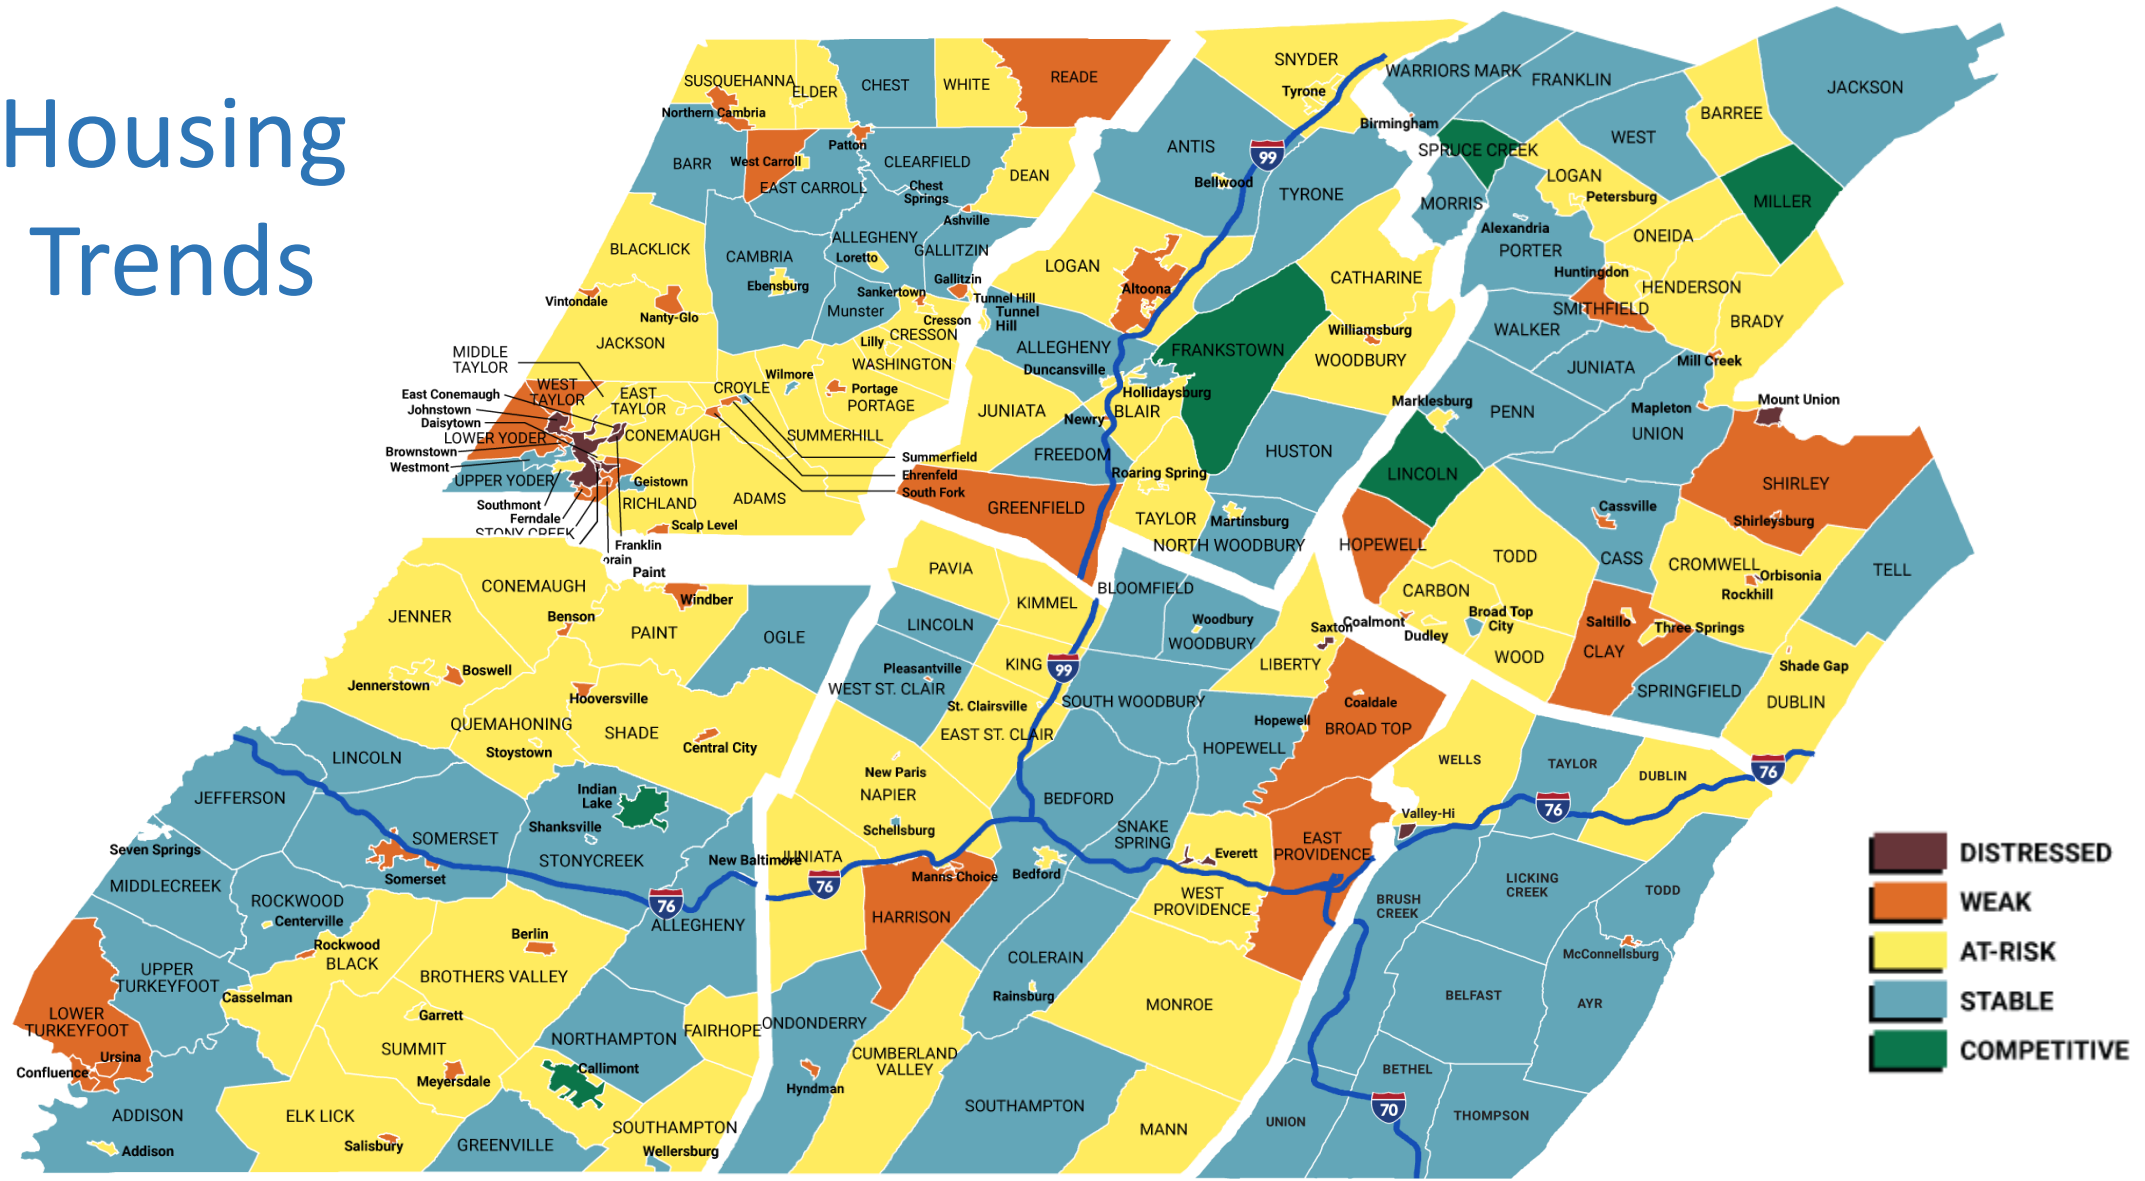 Housing
Trends
SUSQUEHANNA
ELDER
CHEST
WHITE
READE
Northern Cambria
Patton
BARR
West Carroll
EAST CARROLL
CLEARFIELD
Chest
Springs
DEAN
Ashville
BLACKLICK
CAMBRIA
ALLEGHENY
Loretto
GALLITZIN
Gallitzin
Ebensburg
Sankertown
Tunnel Hill
Tunnel
Hill
Vintondale
Nanty-Glo
Munster
Cresson
CRESSON
Lilly
WASHINGTON
JACKSON
MIDDLE
TAYLOR
WEST
TAYLOR
EAST
TAYLOR
CROYLE
Wilmore
Portage
PORTAGE
East Conemaugh
Johnstown
Daisytown
LOWER YODER
Brownstown
Westmont
UPPER YODER
CONEMAUGH
SUMMERHILL
Summerfield
Ehrenfeld
South Fork
Geistown
RICHLAND
ADAMS
Southmont
Ferndale
STONY CREEK
Scalp Level
Franklin
orain
Paint
SNYDER
Tyrone
ANTIS
99
Bellwood
TYRONE
LOGAN
Altoona
CATHARINE
Williamsburg
WOODBURY
FRANKSTOWN
ALLEGHENY
Duncansville
Hollidaysburg
JUNIATA
Newry
BLAIR
FREEDOM
Roaring Spring
HUSTON
GREENFIELD
TAYLOR
Martinsburg
NORTH WOODBURY
WARRIORS MARK
FRANKLIN
JACKSON
BARREE
Birmingham
SPRUCE CREEK
WEST
LOGAN
Petersburg
MILLER
MORRIS
Alexandria
PORTER
ONEIDA
Huntingdon
HENDERSON
SMITHFIELD
BRADY
WALKER
JUNIATA
Mill Creek
Marklesburg
PENN
Mapleton
UNION
Mount Union
LINCOLN
SHIRLEY
Cassville
Shirleysburg
HOPEWELL
TODD
CASS
CROMWELL
Orbisonia
Rockhill
TELL
CARBON
Coalmont
Dudley
Broad Top
City
Saltillo
Three Springs
CLAY
WOOD
Shade Gap
SPRINGFIELD
DUBLIN
CONEMAUGH
Windber
JENNER
Benson
PAINT
OGLE
Boswell
Jennerstown
Hooversville
QUEMAHONING
Stoystown
SHADE
Central City
LINCOLN
JEFFERSON
Indian
Lake
SOMERSET
Shanksville
STONYCREEK
Seven Springs
Somerset
New Baltimore
MIDDLECREEK
ROCKWOOD
Centerville
76
ALLEGHENY
Rockwood
BLACK
Berlin
BROTHERS VALLEY
UPPER
TURKEYFOOT
Casselman
LOWER
TURKEYFOOT
Garrett
NORTHAMPTON
FAIRHOPE
Ursina
Confluence
SUMMIT
Meyersdale
Callimont
ADDISON
Addison
ELK LICK
Salisbury
GREENVILLE
SOUTHAMPTON
Wellersburg
PAVIA
KIMMEL
BLOOMFIELD
LINCOLN
Woodbury
WOODBURY
Saxton
LIBERTY
KING
99
Pleasantville
WEST ST. CLAIR
St. Clairsville
SOUTH WOODBURY
EAST ST. CLAIR
Hopewell
HOPEWELL
Coaldale
BROAD TOP
New Paris
NAPIER
BEDFORD
Schellsburg
SNAKE
SPRING
JUNIATA
76
Manns Choice
Bedford
Everett
EAST
PROVIDENCE
WEST
PROVIDENCE
HARRISON
COLERAIN
Rainsburg
MONROE
ONDONDERRY
CUMBERLAND
VALLEY
Hyndman
SOUTHAMPTON
MANN
WELLS
TAYLOR
DUBLIN
76
76
Valley-Hi
BRUSH
CREEK
LICKING
CREEK
TODD
McConnellsburg
BELFAST
AYR
BETHEL
70
UNION
THOMPSON
DISTRESSED
WEAK
AT-RISK
STABLE
COMPETITIVE